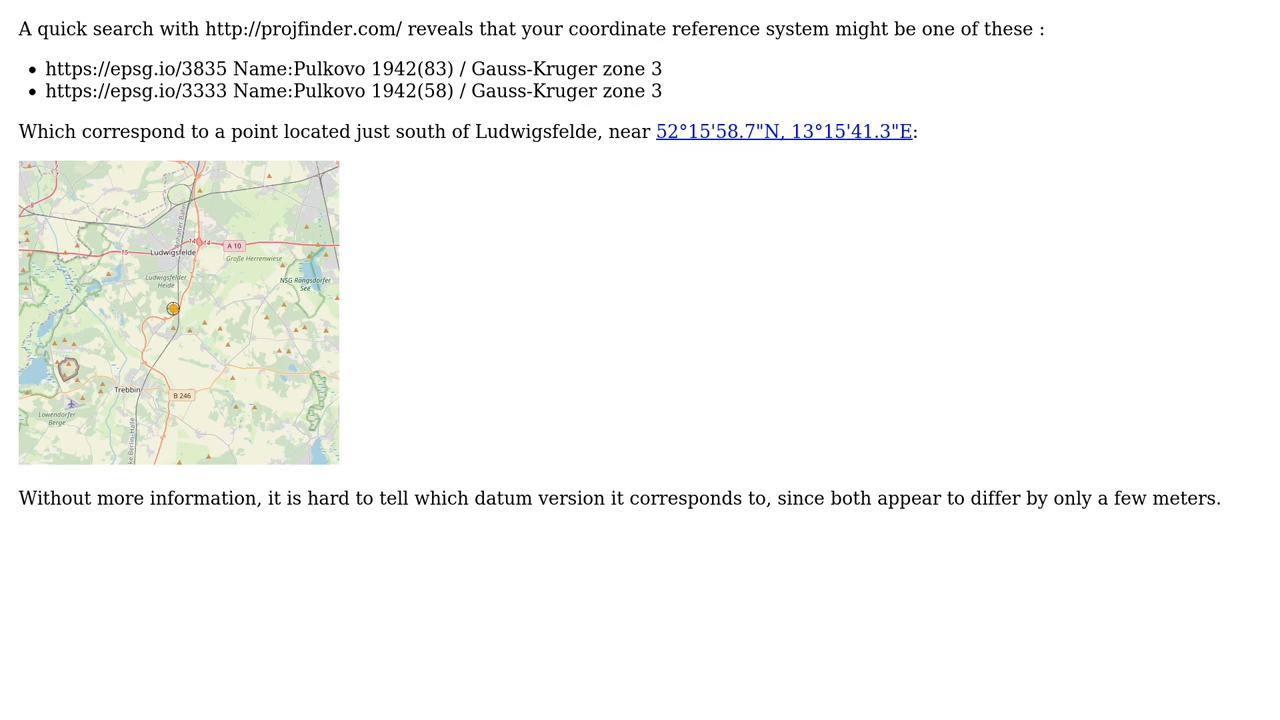 A quick search with http://projfinder.com/ reveals that your coordinate reference system might be one of these :
https://epsg.io/3835 Name:Pulkovo 1942(83) / Gauss-Kruger zone 3
https://epsg.io/3333 Name:Pulkovo 1942(58) / Gauss-Kruger zone 3
Which correspond to a point located just south of Ludwigsfelde, near 52°15'58.7"N, 13°15'41.3"E:
A 10
15
Ludwigsfelde
Große Herrenwiese
Ludwigsfelder
Heide
NSG Rangsdorfer
See
Trebbin
B 246
Löwendorfer
Berge
Without more information, it is hard to tell which datum version it corresponds to, since both appear to differ by only a few meters.